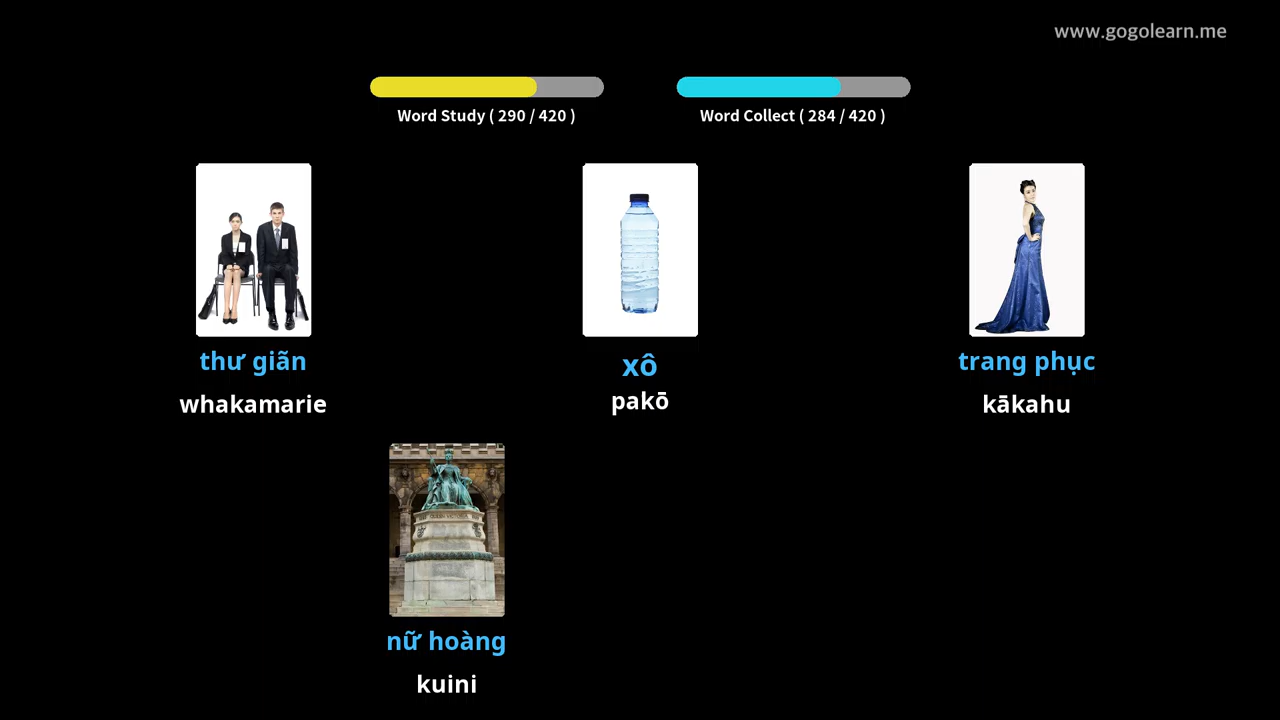 www.gogolearn.me
Word Study ( 290 / 420 )
Word Collect ( 284 / 420 )
thư giãn
whakamarie
xô
pakō
trang phục
kākahu
nữ hoàng
kuini